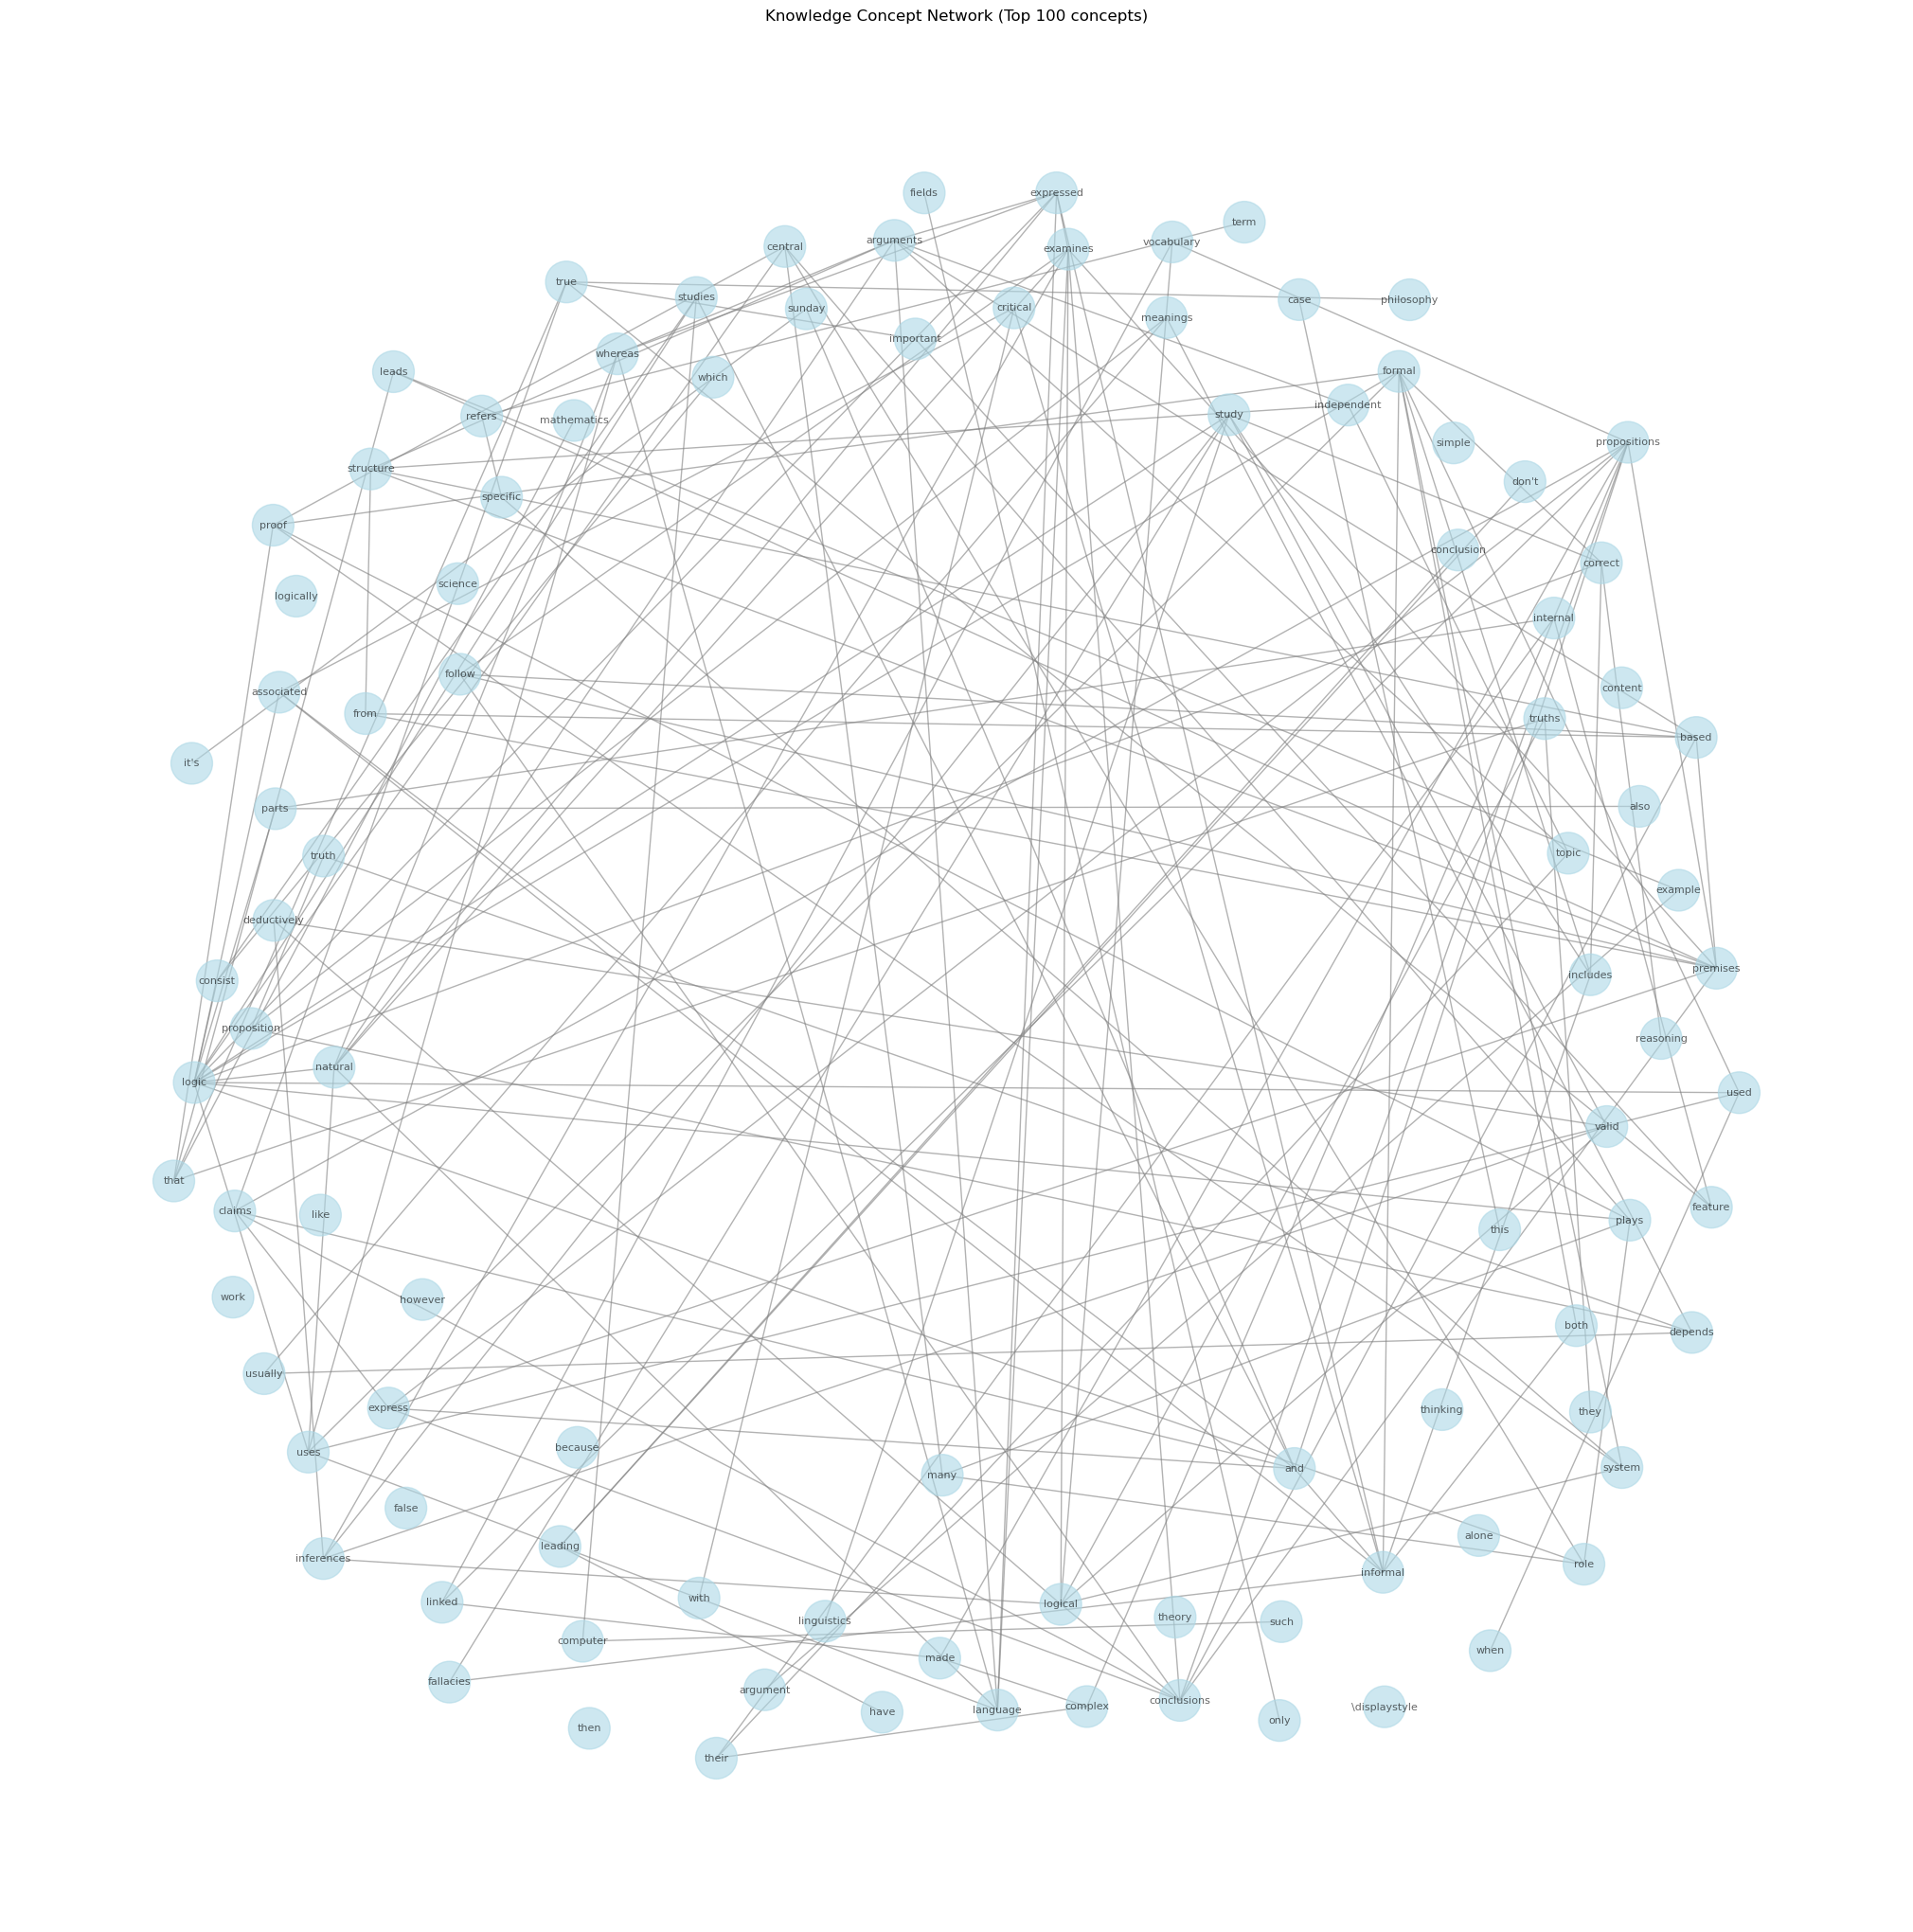 Knowledge Concept Network (Top 100 concepts)
fields
expressed
term
central
arguments
examines
vocabulary
true
studies
sunday
critical
case
philosophy
meanings
important
whereas
which
leads
formal
refers
mathematics
independent
study
simple
propositions
structure
specific
don't
proof
conclusion
correct
science
logically
internal
follow
associated
from
content
truths
based
it's
parts
also
truth
topic
example
deductively
consist
includes
premises
proposition
natural
reasoning
logic
used
valid
that
claims
like
this
plays
feature
work
however
both
depends
usually
express
thinking
they
uses
because
many
and
system
false
inferences
leading
alone
role
informal
linked
with
linguistics
logical
theory
such
computer
made
when
fallacies
argument
have
language
complex
conclusions
only
\displaystyle
then
their